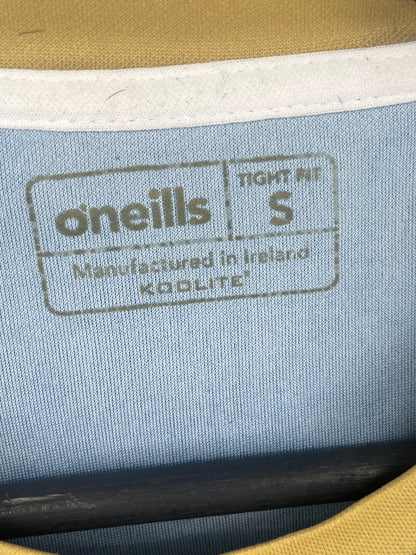 o'neills
TIGHT FIT
S
Manufactured in Ireland
KOOLITE®